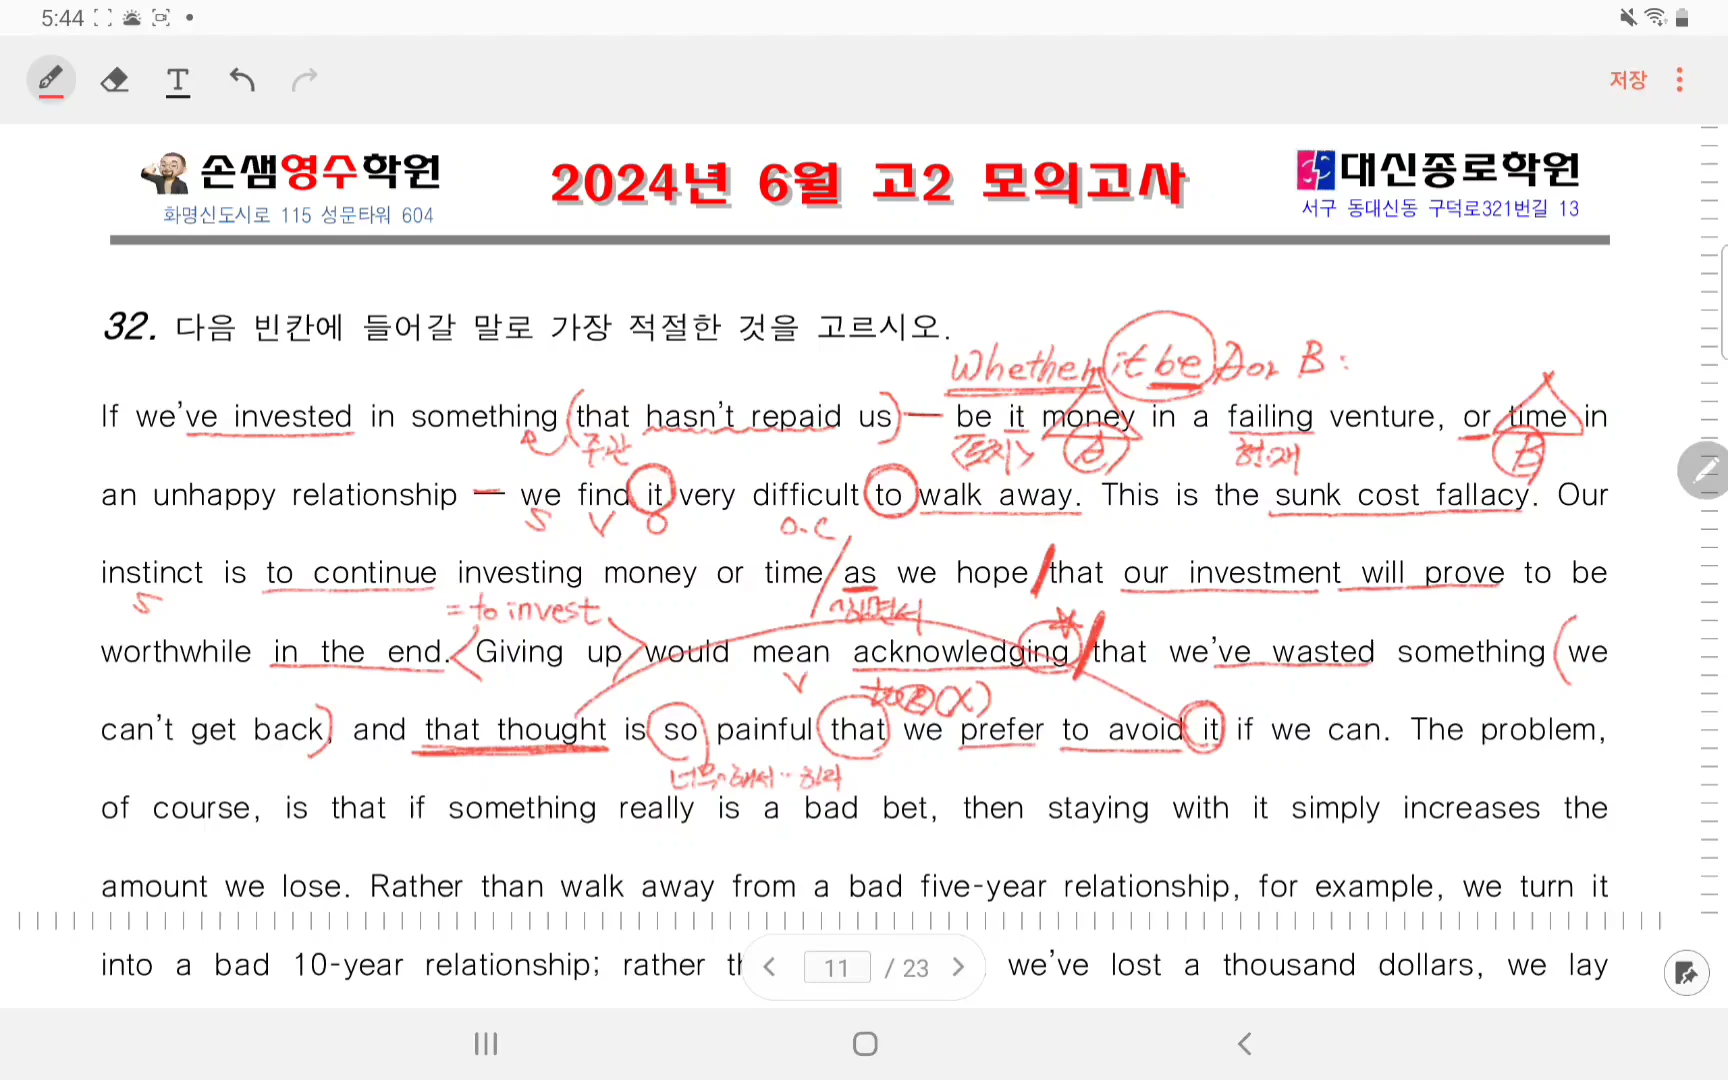 5:44
T 저장
손샘영수학원 2024년 6월 고2 모의고사 대신종로학원
화명신도시로 115 성문타워 604 서구 동대신동 구덕로321번길 13
32. 다음 빈칸에 들어갈 말로 가장 적절한 것을 고르시오.
Whether it be A or B :
If we've invested in something (that hasn't repaid us) — be it money in a failing venture, or time in
주관 <도치> A 현.재 B
an unhappy relationship — we find it very difficult to walk away. This is the sunk cost fallacy. Our
S V O O.C
instinct is to continue investing money or time / as we hope / that our investment will prove to be
S = to invest ~하면서
worthwhile in the end. <Giving up> would mean acknowledging / that we've wasted something (we
V (X)
can't get back), and that thought is so painful that we prefer to avoid it if we can. The problem,
너무~해서··하다
of course, is that if something really is a bad bet, then staying with it simply increases the
amount we lose. Rather than walk away from a bad five-year relationship, for example, we turn it
into a bad 10-year relationship; rather th we've lost a thousand dollars, we lay
11 / 23